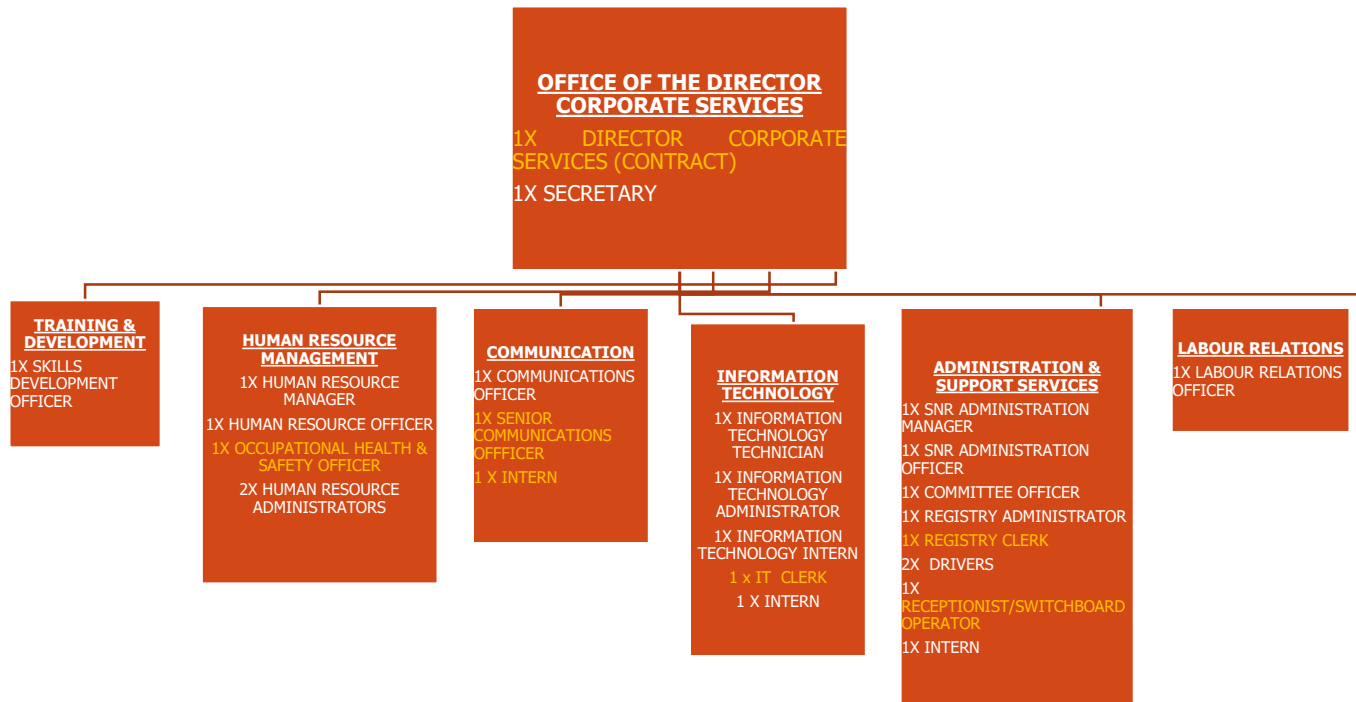 OFFICE OF THE DIRECTOR
CORPORATE SERVICES
1X DIRECTOR CORPORATE
SERVICES (CONTRACT)
1X SECRETARY
TRAINING &
DEVELOPMENT
1X SKILLS
DEVELOPMENT
OFFICER
HUMAN RESOURCE
MANAGEMENT
1X HUMAN RESOURCE
MANAGER
1X HUMAN RESOURCE OFFICER
1X OCCUPATIONAL HEALTH &
SAFETY OFFICER
2X HUMAN RESOURCE
ADMINISTRATORS
COMMUNICATION
1X COMMUNICATIONS
OFFICER
1X SENIOR
COMMUNICATIONS
OFFFICER
1 X INTERN
INFORMATION
TECHNOLOGY
1X INFORMATION
TECHNOLOGY
TECHNICIAN
1X INFORMATION
TECHNOLOGY
ADMINISTRATOR
1X INFORMATION
TECHNOLOGY INTERN
1 x IT CLERK
1 X INTERN
ADMINISTRATION &
SUPPORT SERVICES
1X SNR ADMINISTRATION
MANAGER
1X SNR ADMINISTRATION
OFFICER
1X COMMITTEE OFFICER
1X REGISTRY ADMINISTRATOR
1X REGISTRY CLERK
2X DRIVERS
1X
RECEPTIONIST/SWITCHBOARD
OPERATOR
1X INTERN
LABOUR RELATIONS
1X LABOUR RELATIONS
OFFICER